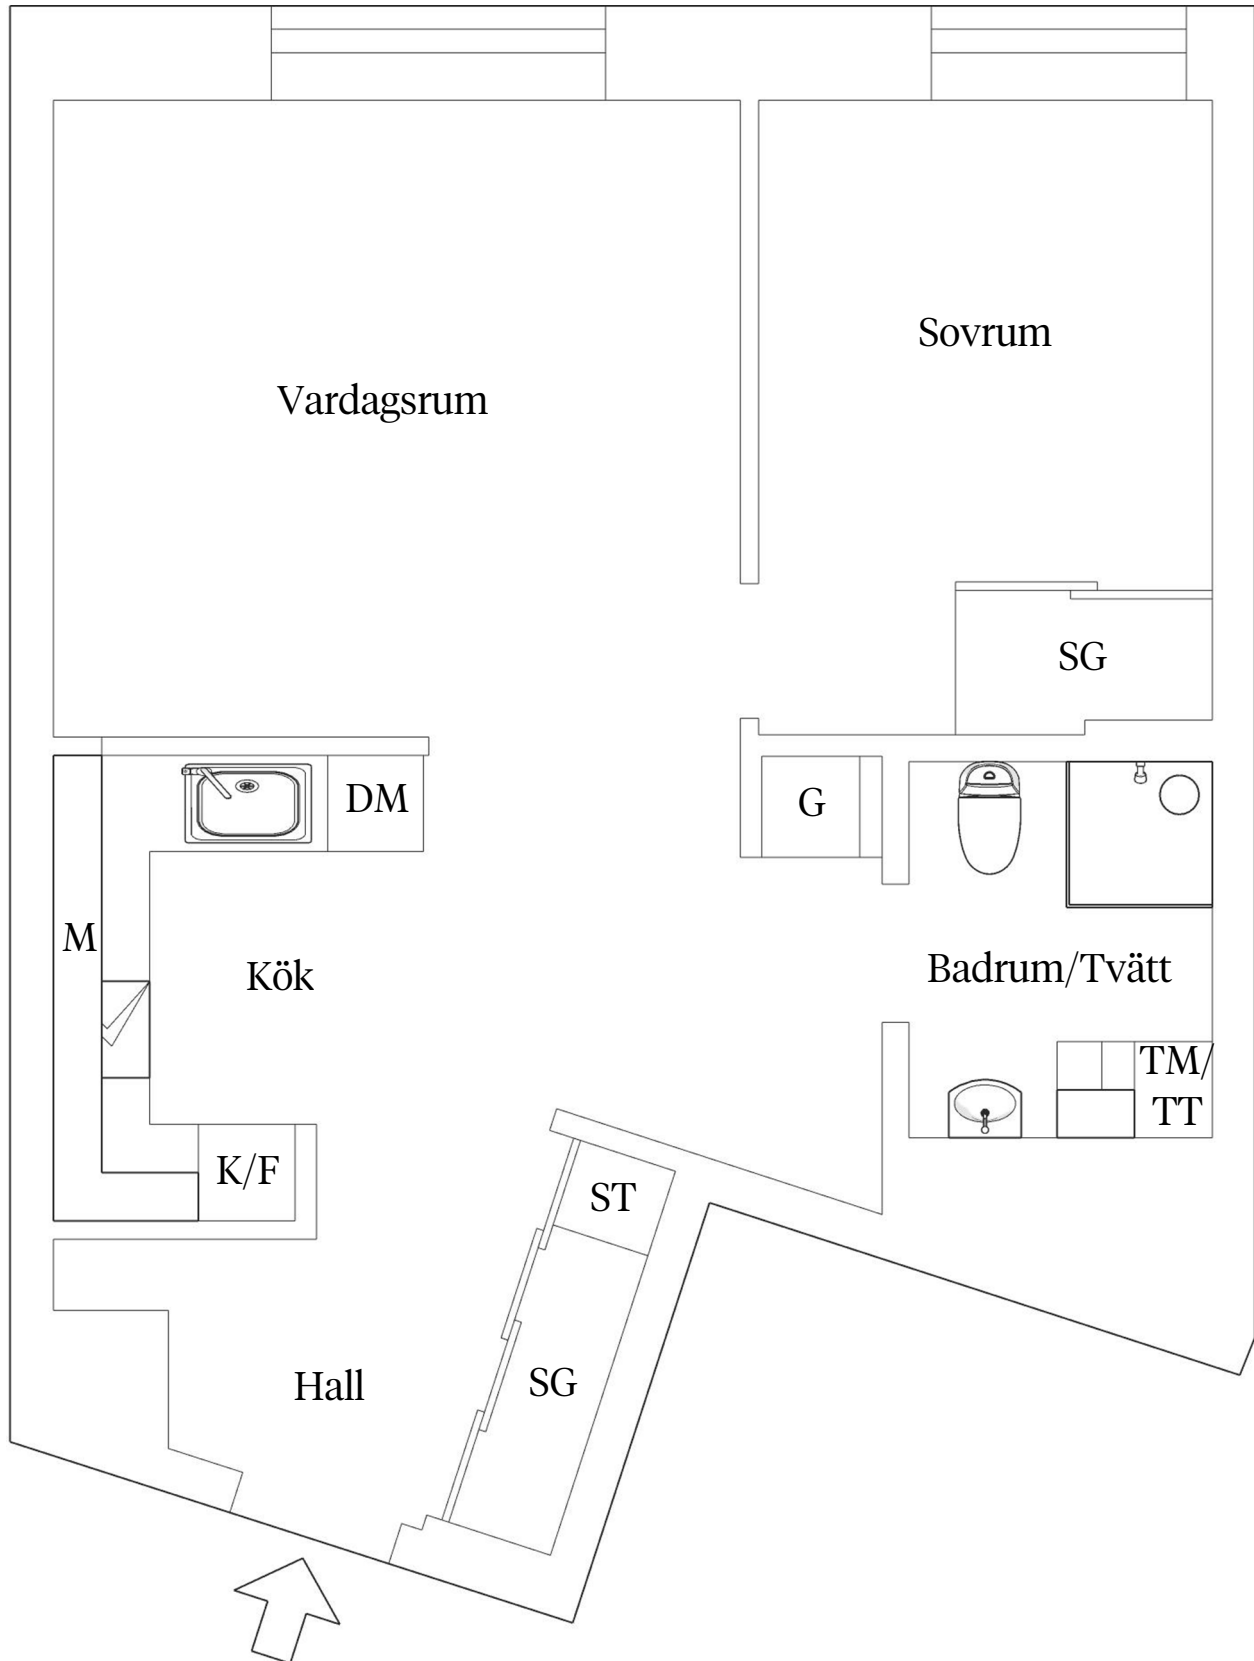 Sovrum
Vardagsrum
SG
DM
G
M
Kök
Badrum/Tvätt
TM/
TT
K/F
ST
Hall
SG